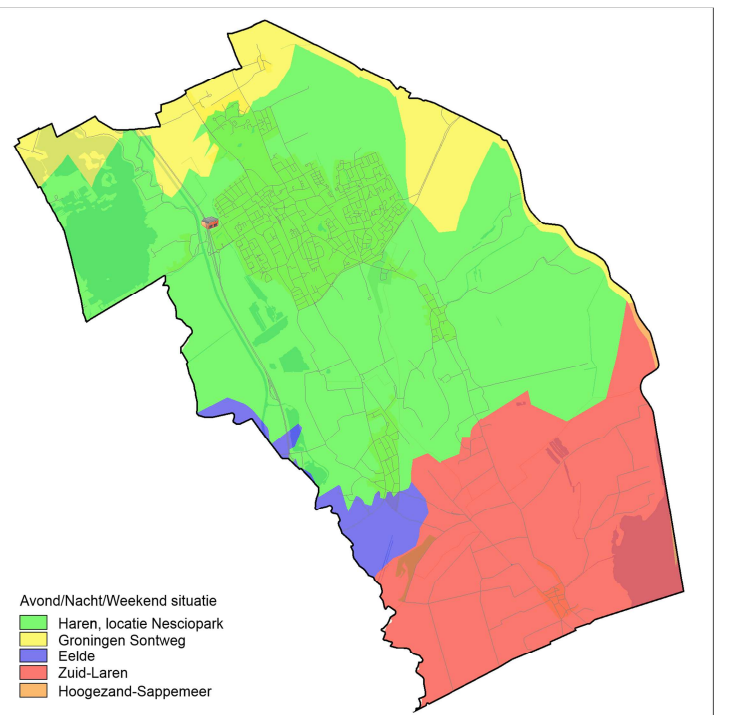 Avond/Nacht/Weekend situatie
Haren, locatie Nesciopark
Groningen Sontweg
Eelde
Zuid-Laren
Hoogezand-Sappemeer